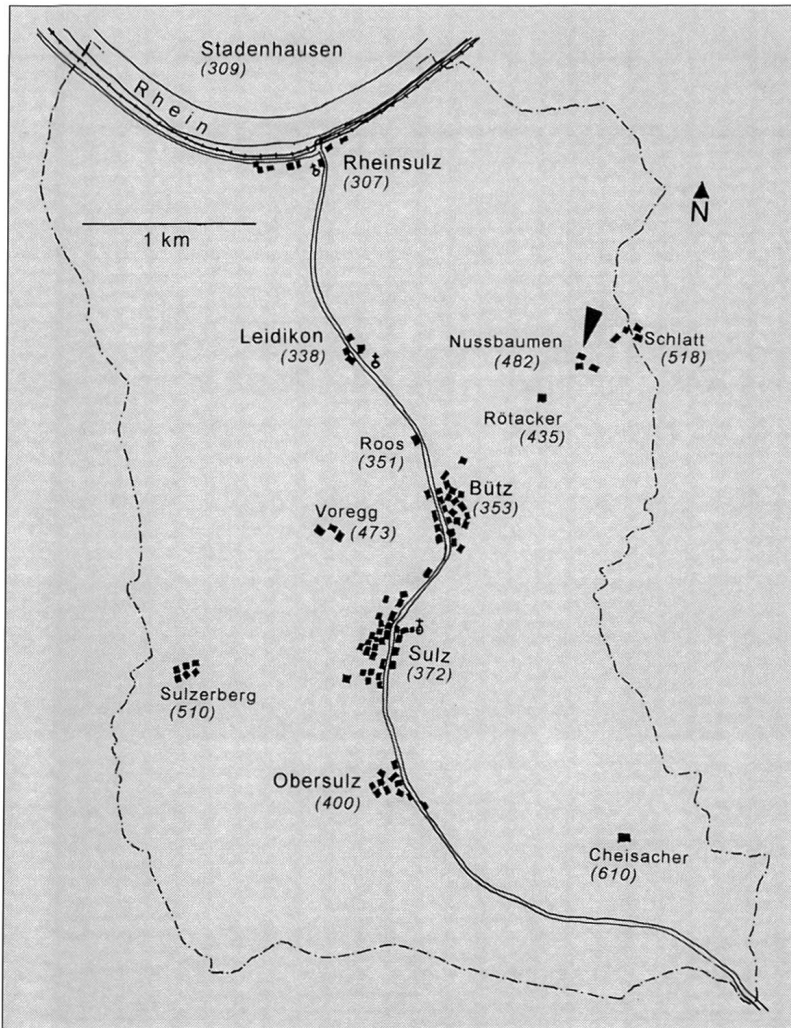 Stadenhausen
(309)
Rhein
Rheinsulz
(307)
1 km
N
Leidikon
(338)
Nussbaumen
(482)
Schlatt
(518)
Rötacker
(435)
Roos
(351)
Bütz
(353)
Voregg
(473)
Sulz
(372)
Sulzerberg
(510)
Obersulz
(400)
Cheisacher
(610)